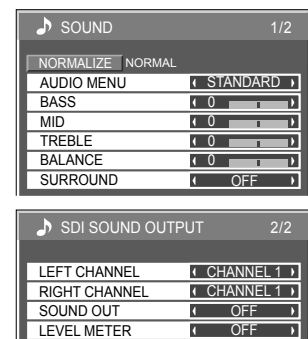 SOUND 1/2
NORMALIZE NORMAL
AUDIO MENU STANDARD
BASS 0
MID 0
TREBLE 0
BALANCE 0
SURROUND OFF
SDI SOUND OUTPUT 2/2
LEFT CHANNEL CHANNEL 1
RIGHT CHANNEL CHANNEL 1
SOUND OUT OFF
LEVEL METER OFF